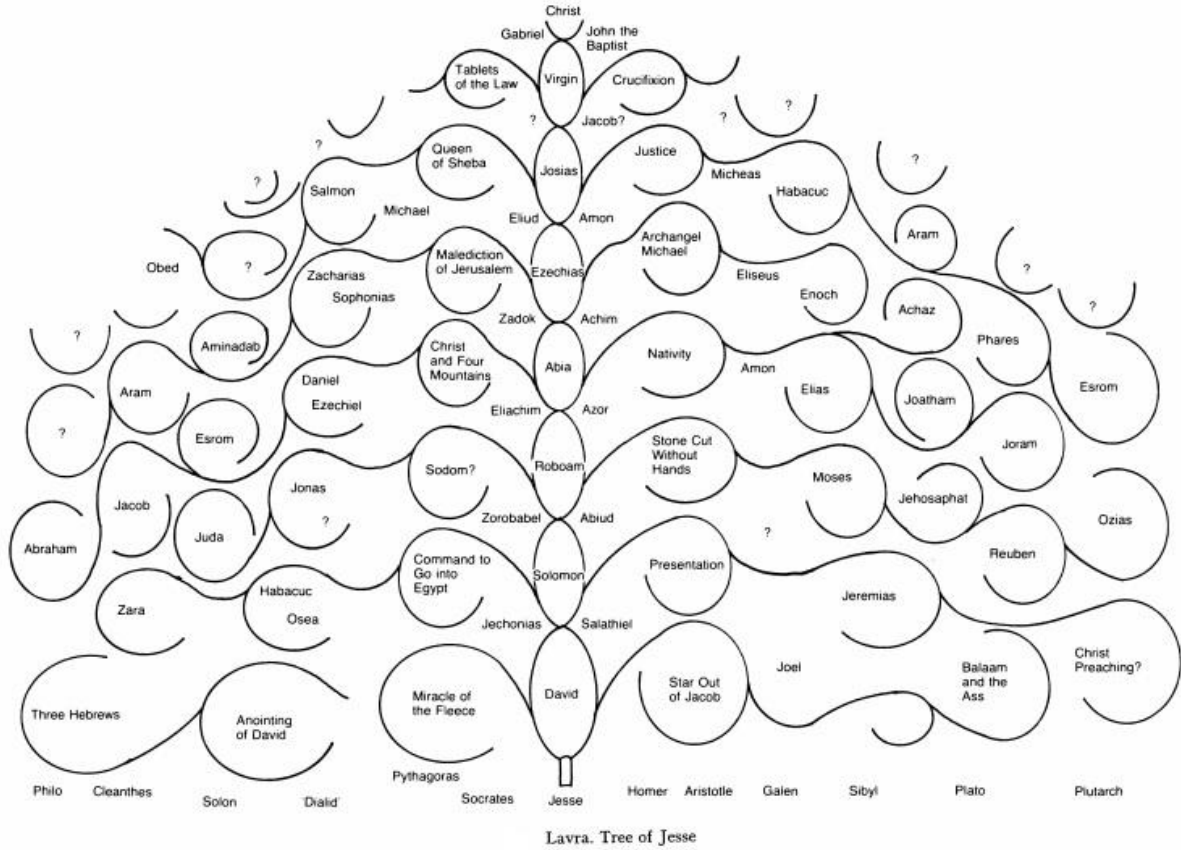 Christ
Gabriel
John the
Baptist
Tablets
of the Law
Virgin
Crucifixion
?
?
?
Jacob?
?
?
Queen
of Sheba
Josias
Justice
Micheas
?
?
Salmon
Habacuc
Michael
Eliud
Amon
Aram
Obed
?
Zacharias
Sophonias
Malediction
of Jerusalem
Ezechias
Archangel
Michael
Eliseus
Enoch
?
Achaz
?
?
Zadok
Achim
Aminadab
Christ
and Four
Mountains
Abia
Nativity
Phares
Amon
Aram
Daniel
Ezechiel
Elias
Joatham
Esrom
Eliachim
Azor
?
Esrom
Roboam
Stone Cut
Without
Hands
Joram
Sodom?
Jonas
Moses
Jehosaphat
Jacob
?
Zorobabel
Abiud
Ozias
?
Abraham
Juda
Reuben
Command to
Go into
Egypt
Solomon
Presentation
Habacuc
Osea
Jeremias
Zara
Jechonias
Salathiel
Joel
Christ
Preaching?
Balaam
and the
Ass
Miracle of
the Fleece
David
Star Out
of Jacob
Three Hebrews
Anointing
of David
Pythagoras
Philo
Cleanthes
Solon
'Dialid'
Socrates
Jesse
Homer
Aristotle
Galen
Sibyl
Plato
Plutarch
Lavra. Tree of Jesse